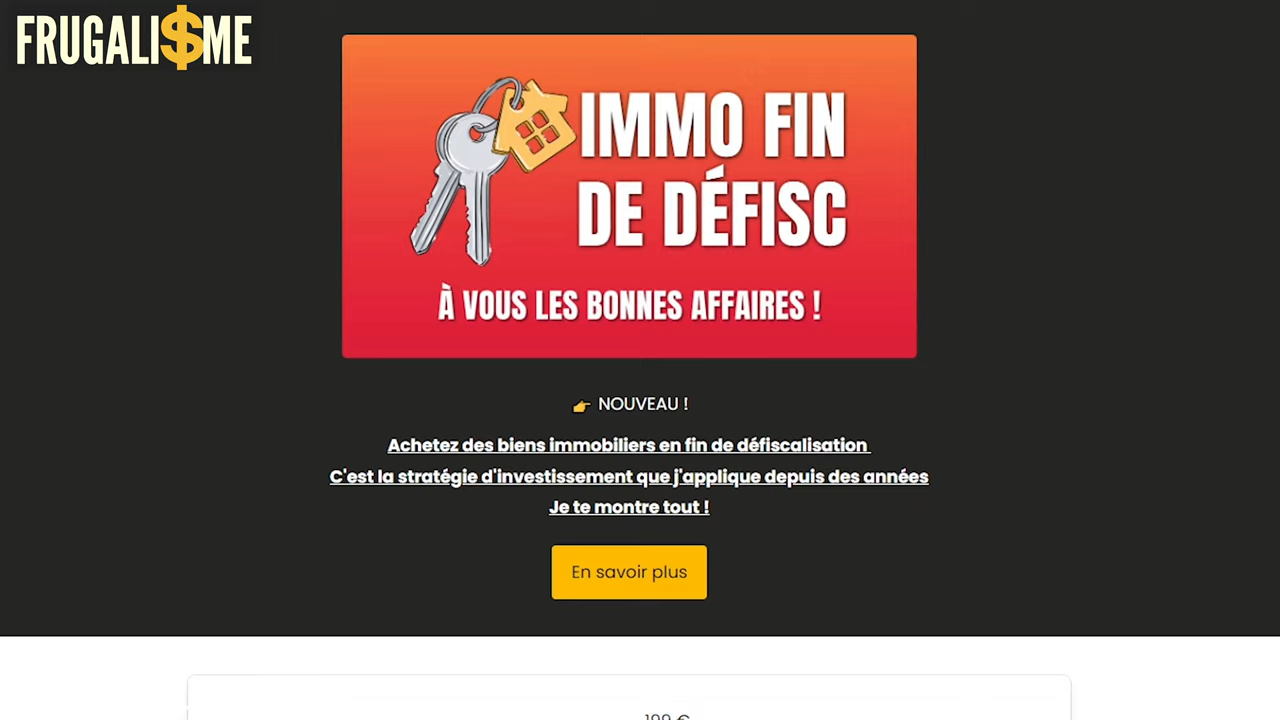 FRUGALI$ME
IMMO FIN
DE DÉFISC
À VOUS LES BONNES AFFAIRES !
👉 NOUVEAU !
Achetez des biens immobiliers en fin de défiscalisation
C'est la stratégie d'investissement que j'applique depuis des années
Je te montre tout !
En savoir plus